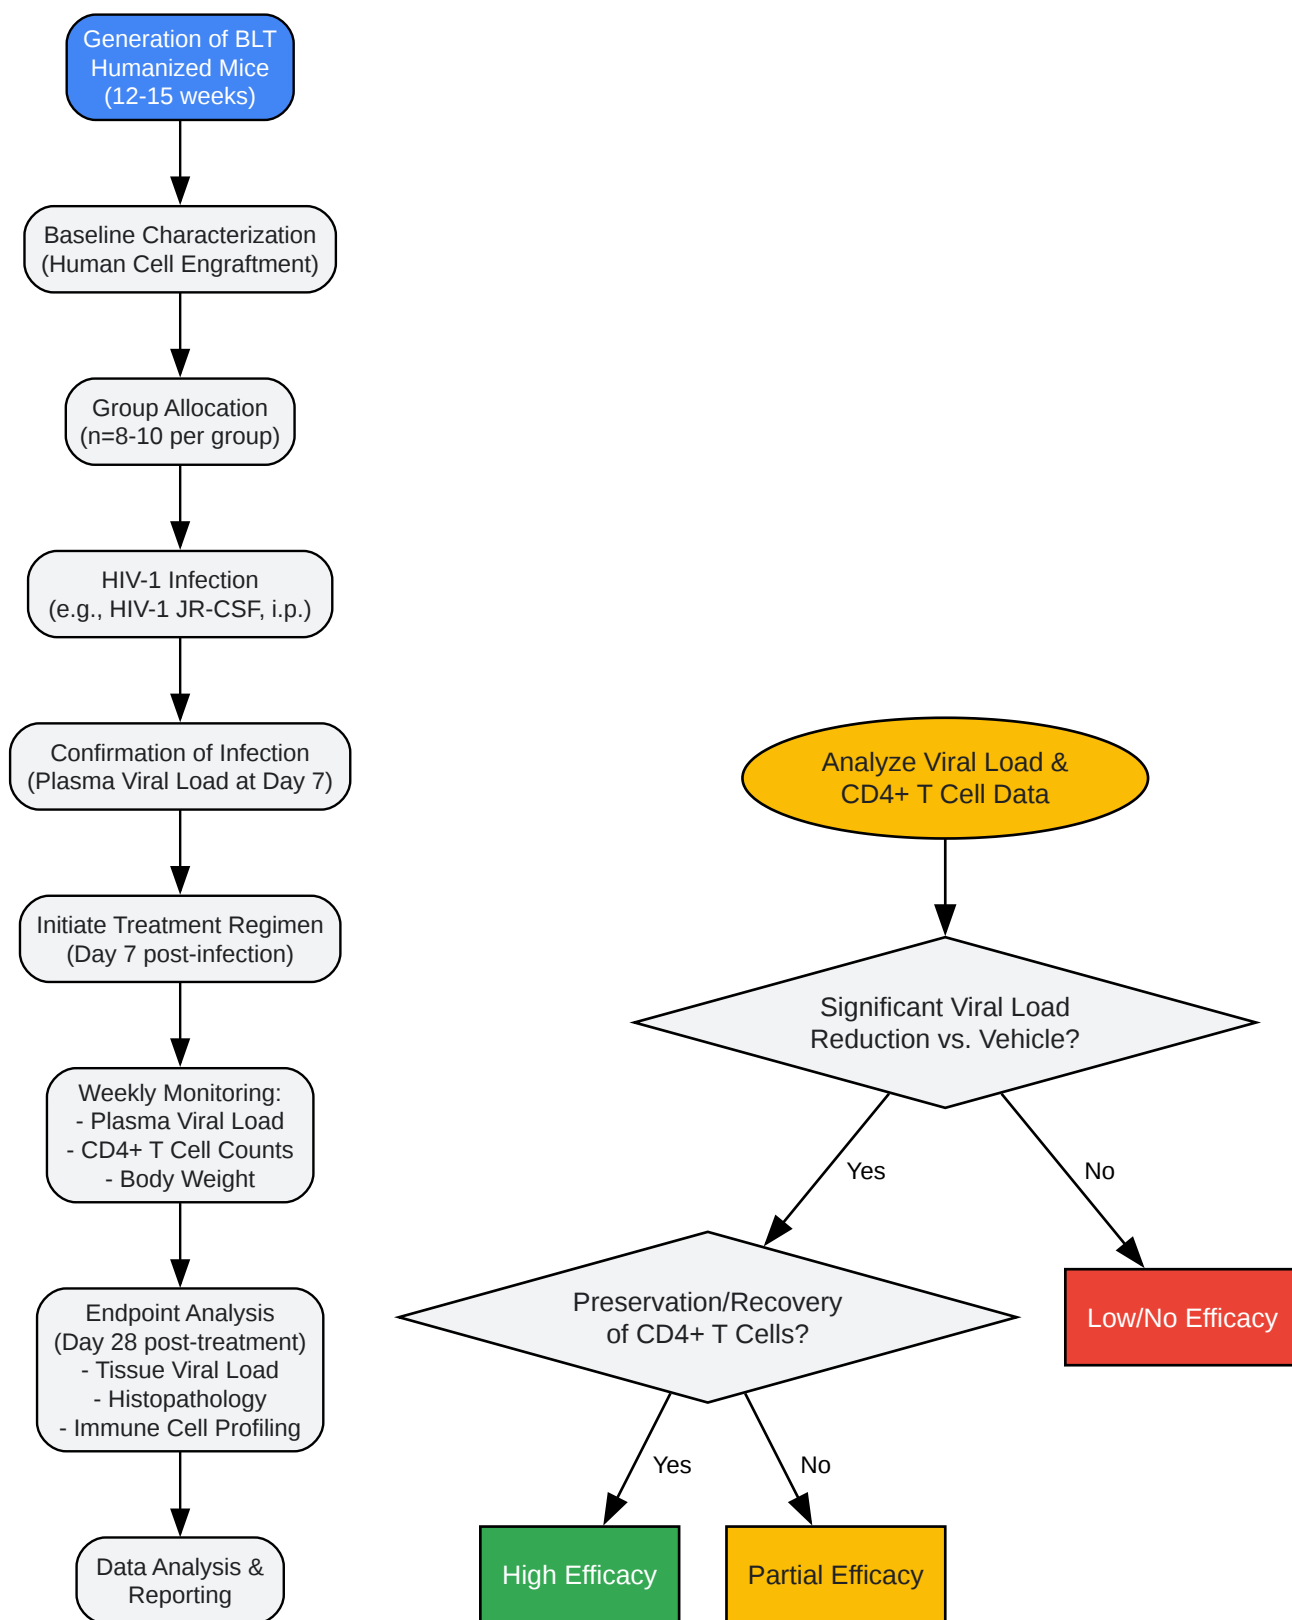 Generation of BLT
Humanized Mice
(12-15 weeks)
Baseline Characterization
(Human Cell Engraftment)
Group Allocation
(n=8-10 per group)
HIV-1 Infection
(e.g., HIV-1 JR-CSF, i.p.)
Confirmation of Infection
(Plasma Viral Load at Day 7)
Initiate Treatment Regimen
(Day 7 post-infection)
Weekly Monitoring:
- Plasma Viral Load
- CD4+ T Cell Counts
- Body Weight
Endpoint Analysis
(Day 28 post-treatment)
- Tissue Viral Load
- Histopathology
- Immune Cell Profiling
Data Analysis &
Reporting
Analyze Viral Load &
CD4+ T Cell Data
Significant Viral Load
Reduction vs. Vehicle?
Yes
No
Preservation/Recovery
of CD4+ T Cells?
Low/No Efficacy
Yes
No
High Efficacy
Partial Efficacy